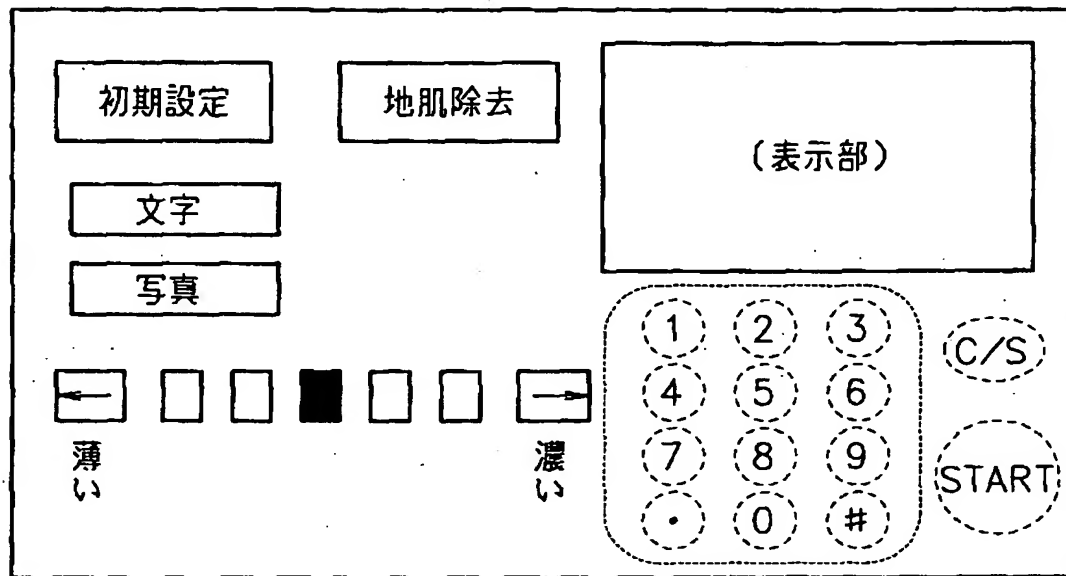 初期設定
地肌除去
(表示部)
文字
写真
← →
薄い
濃い
1 2 3
4 5 6
7 8 9
・ 0 #
C/S
START